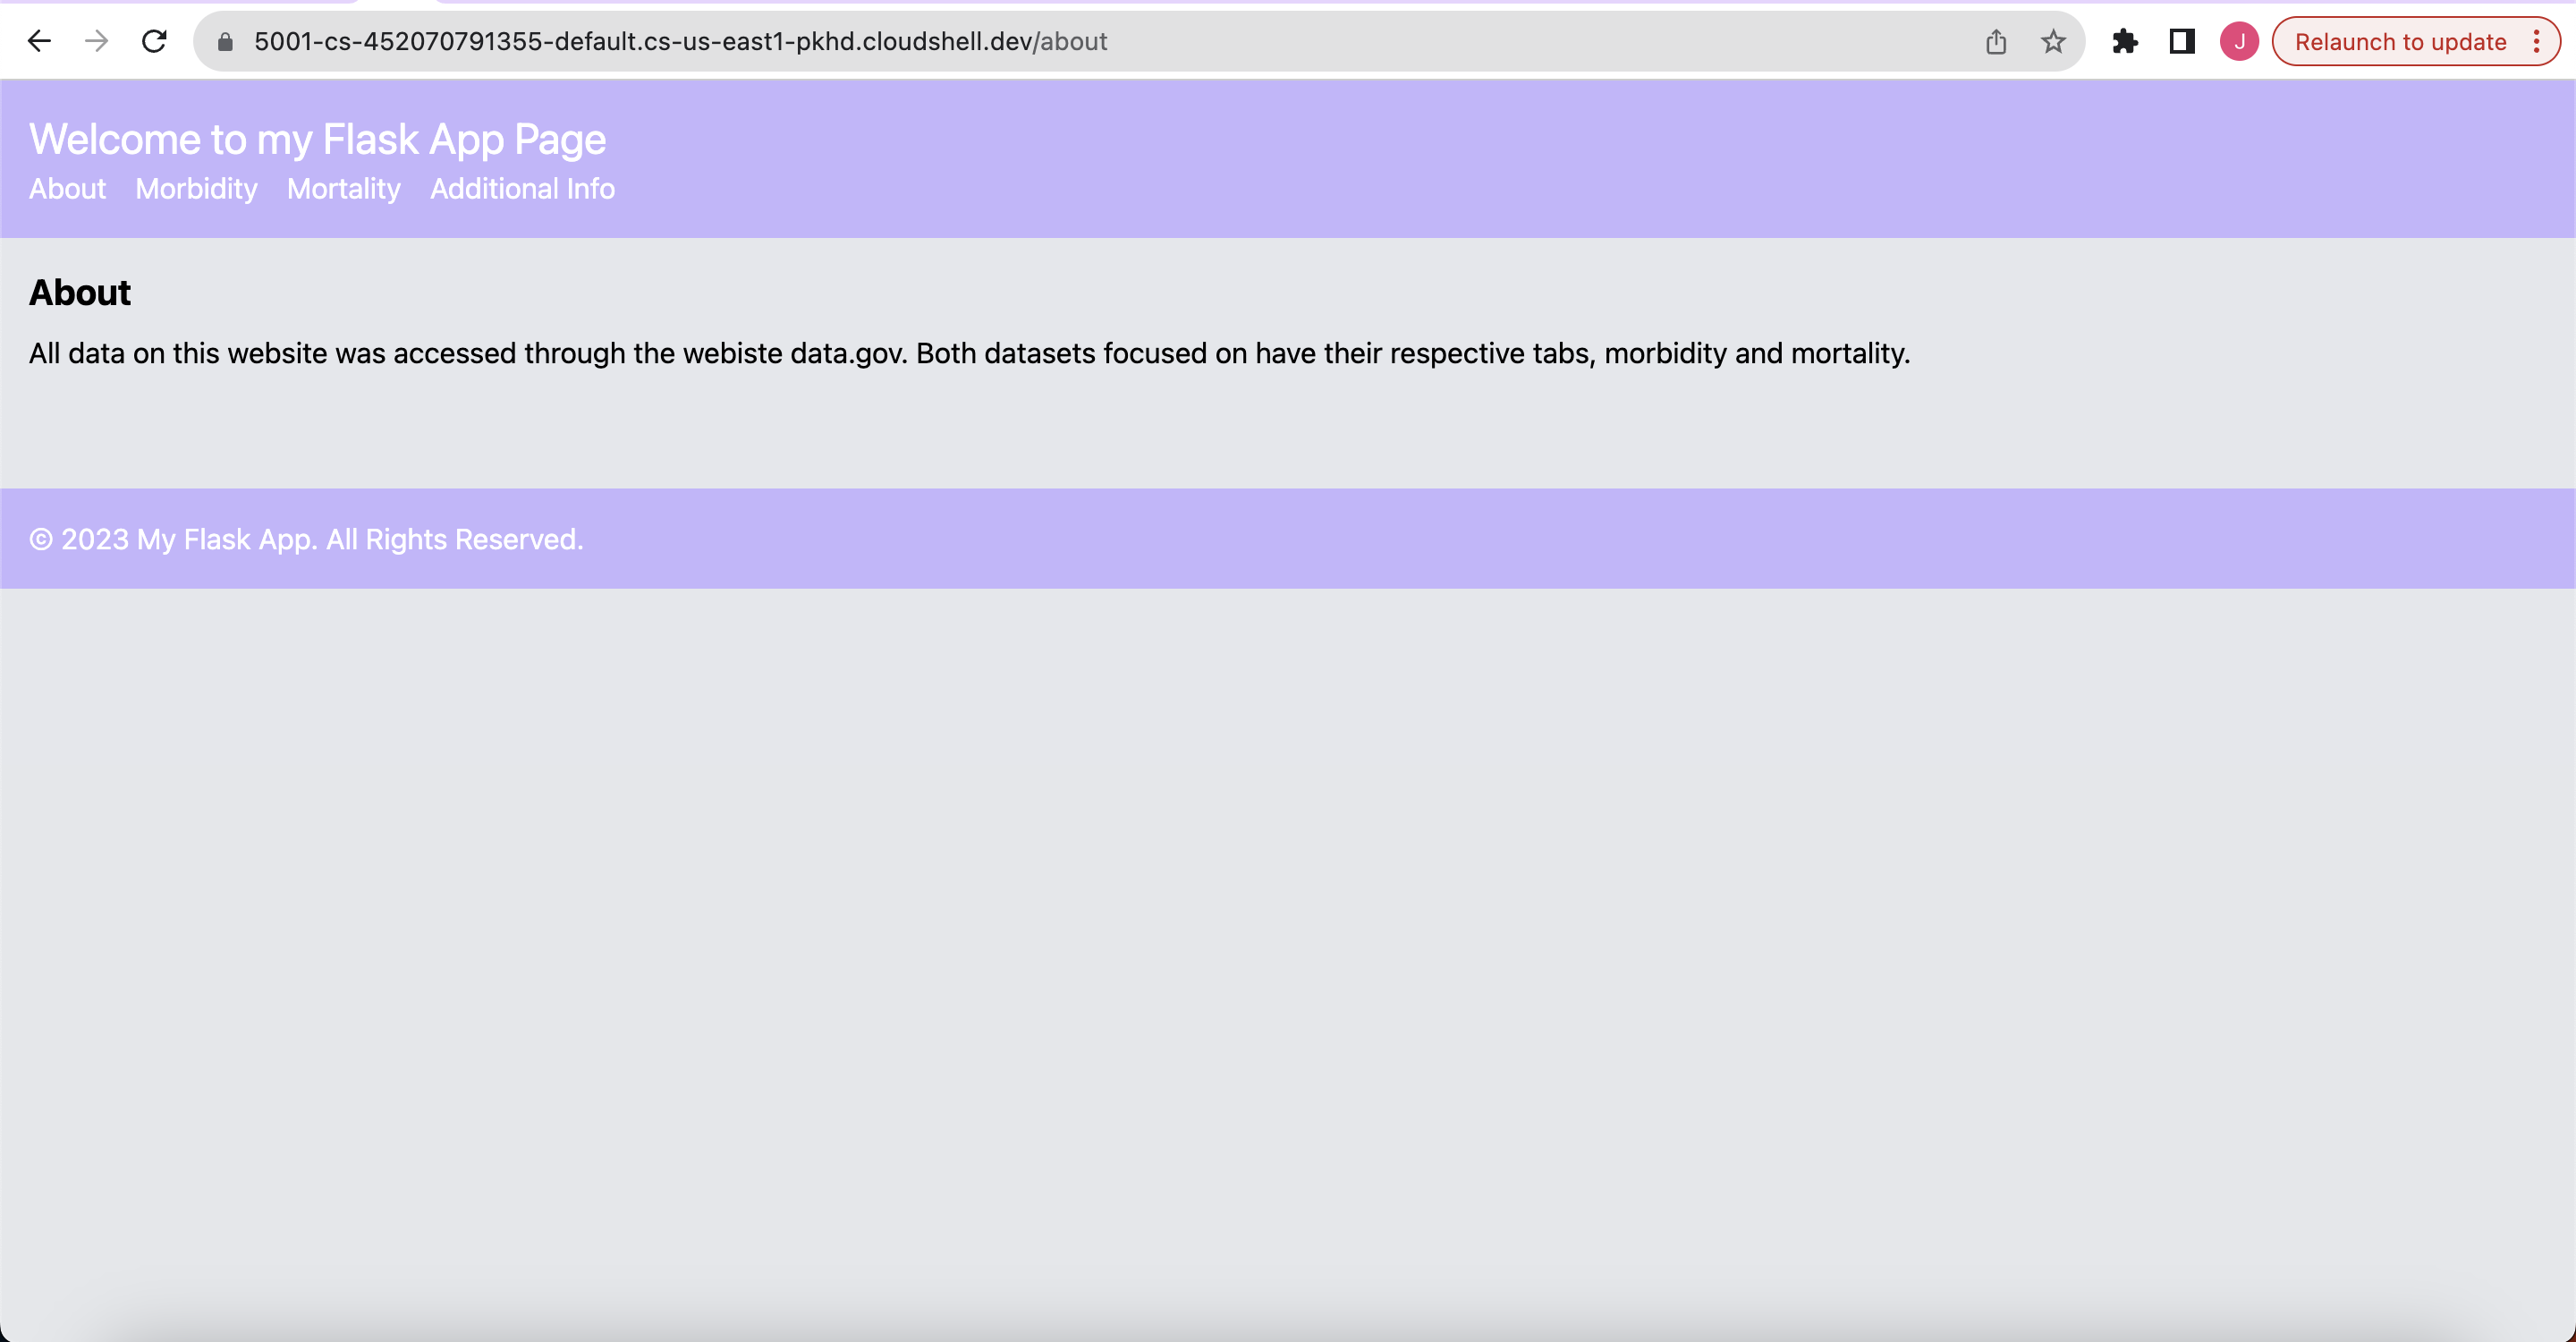 5001-cs-452070791355-default.cs-us-east1-pkhd.cloudshell.dev/about
J
Relaunch to update
Welcome to my Flask App Page
About Morbidity Mortality Additional Info
About
All data on this website was accessed through the webiste data.gov. Both datasets focused on have their respective tabs, morbidity and mortality.
© 2023 My Flask App. All Rights Reserved.